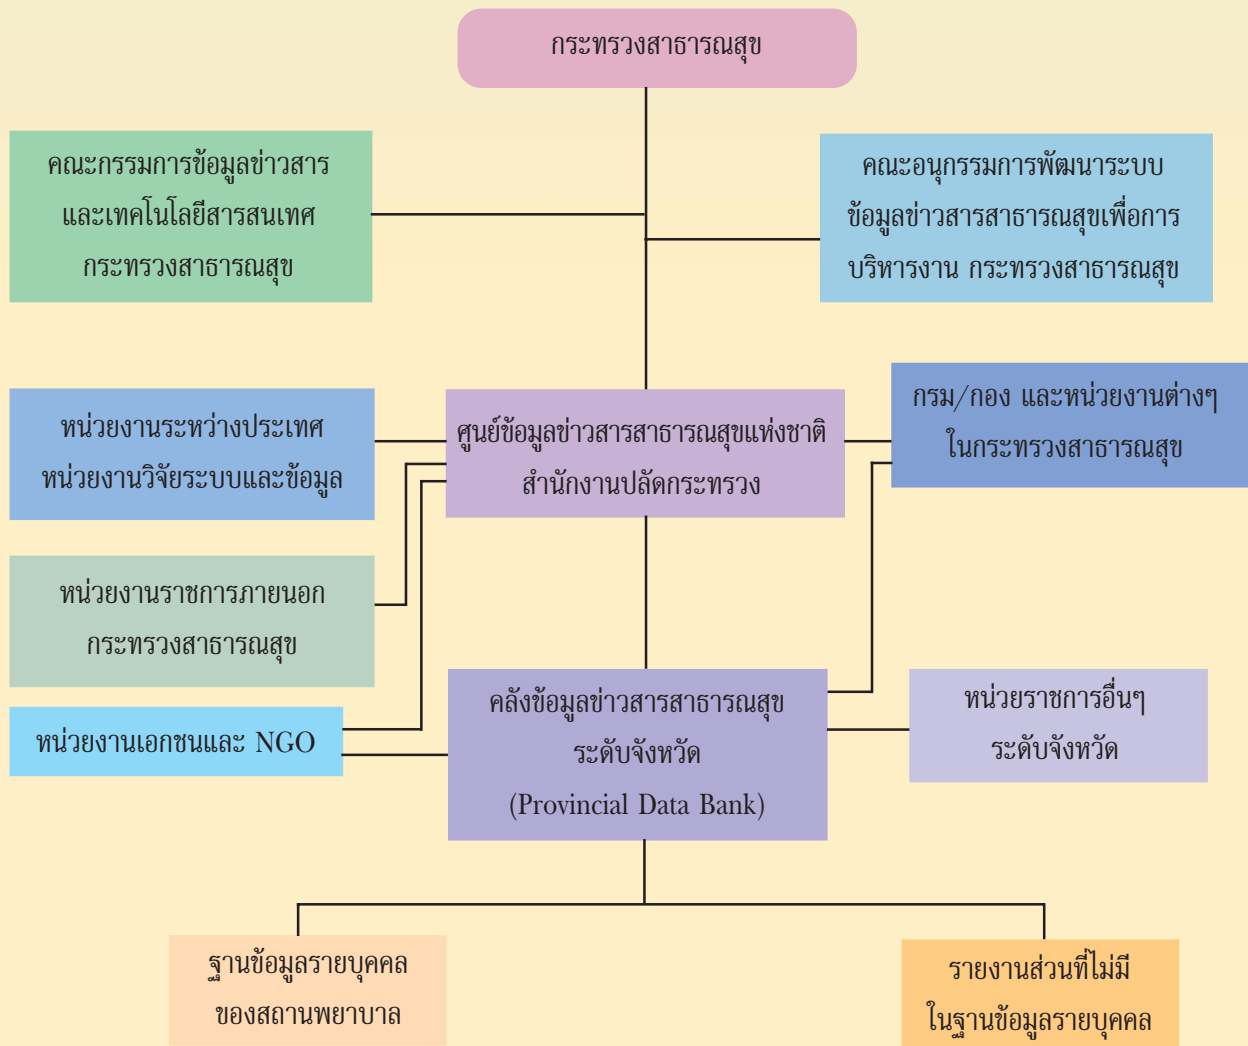 กระทรวงสาธารณสุข
คณะกรรมการข้อมูลข่าวสาร
และเทคโนโลยีสารสนเทศ
กระทรวงสาธารณสุข
คณะอนุกรรมการพัฒนาระบบ
ข้อมูลข่าวสารสาธารณสุขเพื่อการ
บริหารงาน กระทรวงสาธารณสุข
หน่วยงานระหว่างประเทศ
หน่วยงานวิจัยระบบและข้อมูล
ศูนย์ข้อมูลข่าวสารสาธารณสุขแห่งชาติ
สำนักงานปลัดกระทรวง
กรม/กอง และหน่วยงานต่างๆ
ในกระทรวงสาธารณสุข
หน่วยงานราชการภายนอก
กระทรวงสาธารณสุข
หน่วยงานเอกชนและ NGO
คลังข้อมูลข่าวสารสาธารณสุข
ระดับจังหวัด
(Provincial Data Bank)
หน่วยราชการอื่นๆ
ระดับจังหวัด
ฐานข้อมูลรายบุคคล
ของสถานพยาบาล
รายงานส่วนที่ไม่มี
ในฐานข้อมูลรายบุคคล